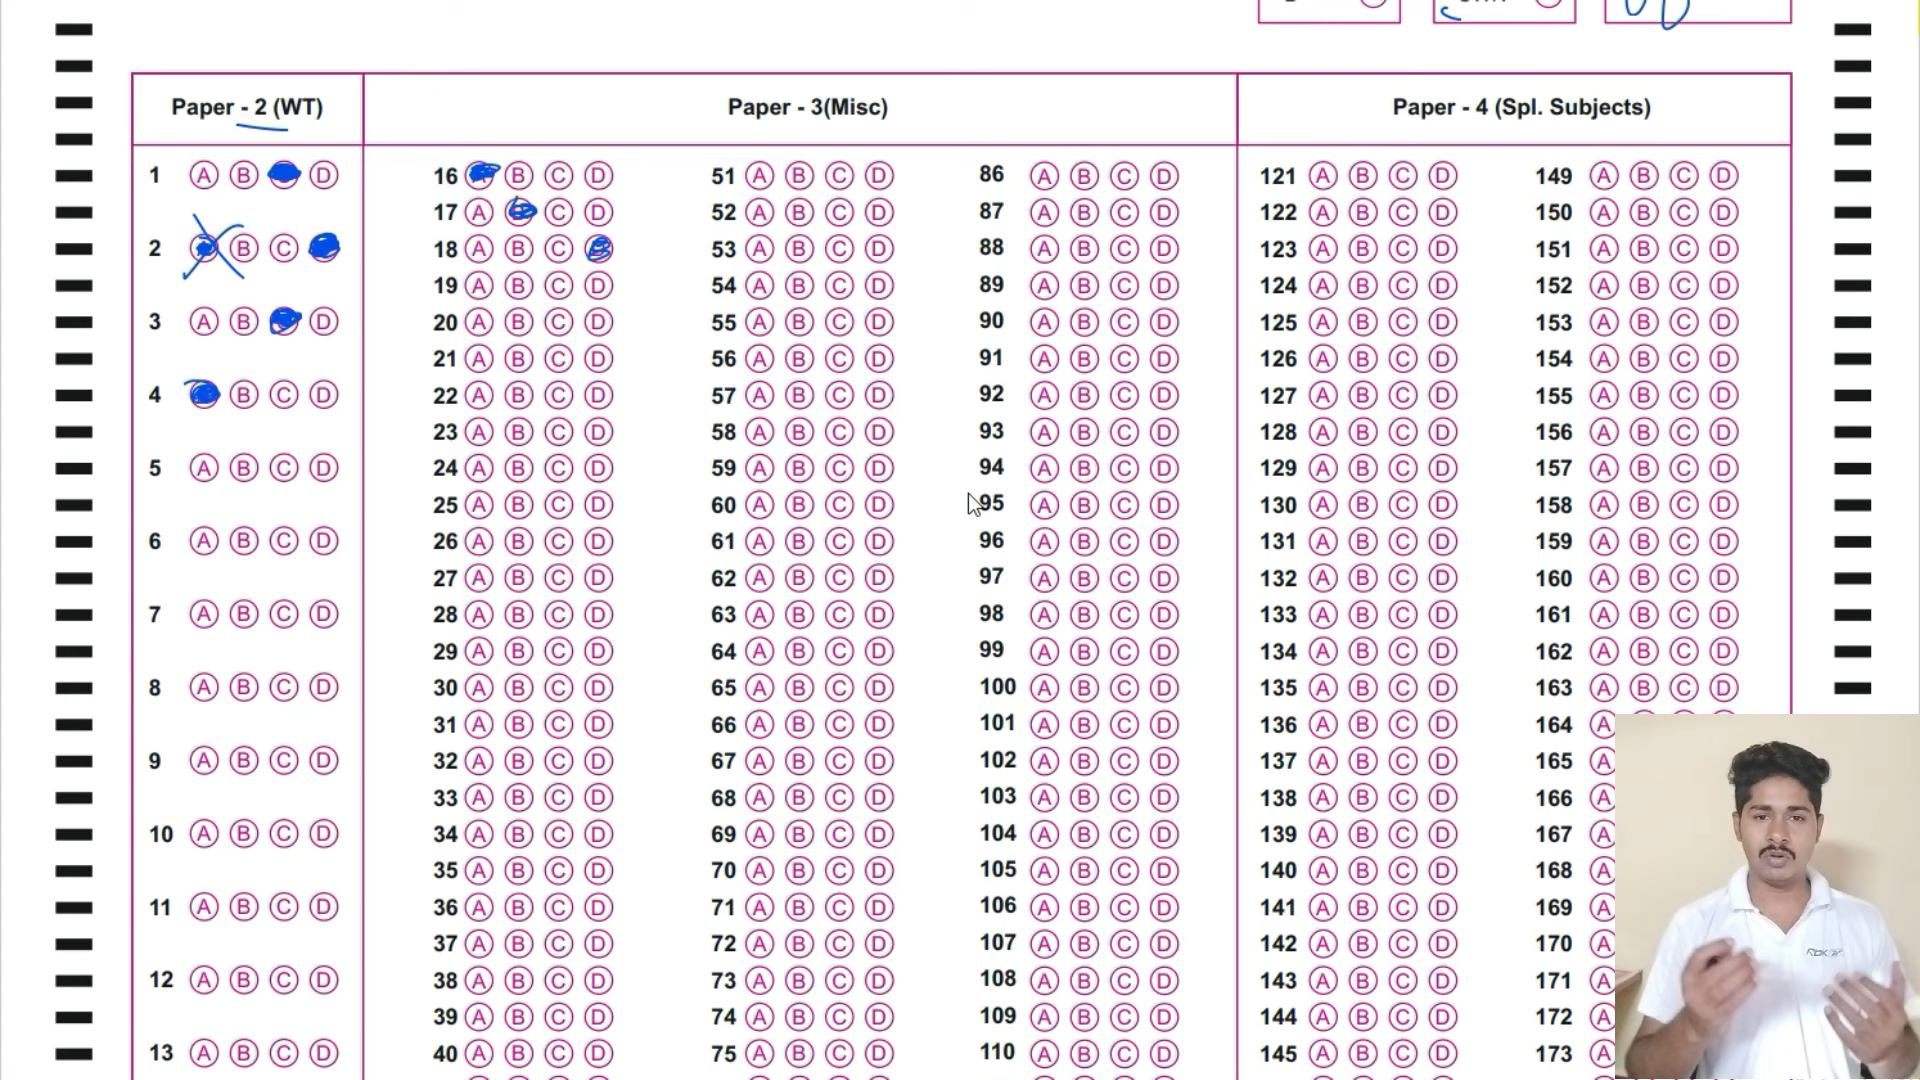 Paper - 2 (WT) Paper - 3(Misc) Paper - 4 (Spl. Subjects)
1 A B D 16 B C D 51 A B C D 86 A B C D 121 A B C D 149 A B C D
17 A C D 52 A B C D 87 A B C D 122 A B C D 150 A B C D
2 B C 18 A B C 53 A B C D 88 A B C D 123 A B C D 151 A B C D
19 A B C D 54 A B C D 89 A B C D 124 A B C D 152 A B C D
3 A B D 20 A B C D 55 A B C D 90 A B C D 125 A B C D 153 A B C D
21 A B C D 56 A B C D 91 A B C D 126 A B C D 154 A B C D
4 B C D 22 A B C D 57 A B C D 92 A B C D 127 A B C D 155 A B C D
23 A B C D 58 A B C D 93 A B C D 128 A B C D 156 A B C D
5 A B C D 24 A B C D 59 A B C D 94 A B C D 129 A B C D 157 A B C D
25 A B C D 60 A B C D 95 A B C D 130 A B C D 158 A B C D
6 A B C D 26 A B C D 61 A B C D 96 A B C D 131 A B C D 159 A B C D
27 A B C D 62 A B C D 97 A B C D 132 A B C D 160 A B C D
7 A B C D 28 A B C D 63 A B C D 98 A B C D 133 A B C D 161 A B C D
29 A B C D 64 A B C D 99 A B C D 134 A B C D 162 A B C D
8 A B C D 30 A B C D 65 A B C D 100 A B C D 135 A B C D 163 A B C D
31 A B C D 66 A B C D 101 A B C D 136 A B C D 164 A
9 A B C D 32 A B C D 67 A B C D 102 A B C D 137 A B C D 165 A
33 A B C D 68 A B C D 103 A B C D 138 A B C D 166 A
10 A B C D 34 A B C D 69 A B C D 104 A B C D 139 A B C D 167 A
35 A B C D 70 A B C D 105 A B C D 140 A B C D 168 A
11 A B C D 36 A B C D 71 A B C D 106 A B C D 141 A B C D 169 A
37 A B C D 72 A B C D 107 A B C D 142 A B C D 170 A
12 A B C D 38 A B C D 73 A B C D 108 A B C D 143 A B C D 171 A
39 A B C D 74 A B C D 109 A B C D 144 A B C D 172 A
13 A B C D 40 A B C D 75 A B C D 110 A B C D 145 A B C D 173 A